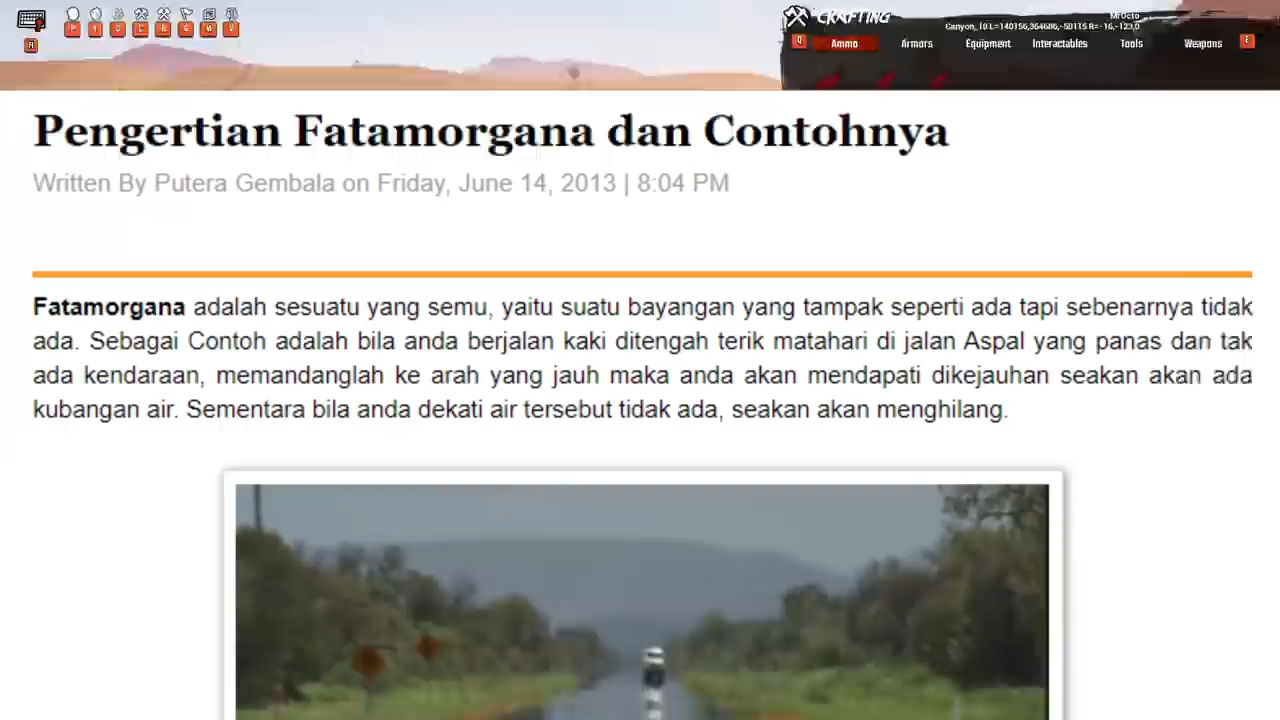 CRAFTING
Ammo Armors Equipment Interactables Tools Weapons
Pengertian Fatamorgana dan Contohnya
Written By Putera Gembala on Friday, June 14, 2013 | 8:04 PM
Fatamorgana adalah sesuatu yang semu, yaitu suatu bayangan yang tampak seperti ada tapi sebenarnya tidak
ada. Sebagai Contoh adalah bila anda berjalan kaki ditengah terik matahari di jalan Aspal yang panas dan tak
ada kendaraan, memandanglah ke arah yang jauh maka anda akan mendapati dikejauhan seakan akan ada
kubangan air. Sementara bila anda dekati air tersebut tidak ada, seakan akan menghilang.